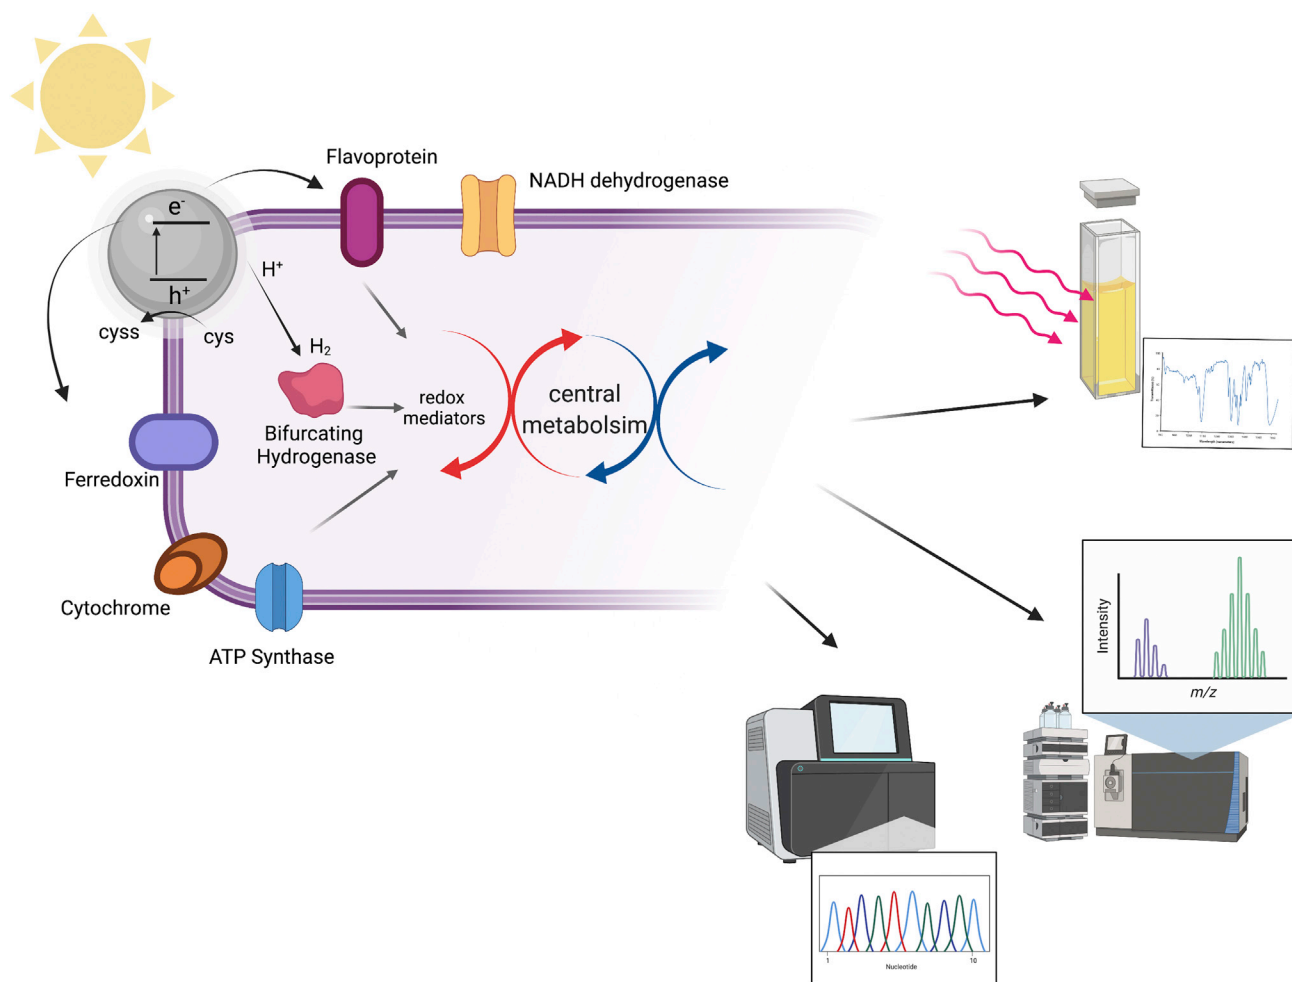 Flavoprotein
NADH dehydrogenase
e-
H+
h+
cyss
cys
H2
redox
mediators
central
metabolsim
Bifurcating
Hydrogenase
Ferredoxin
Cytochrome
ATP Synthase
Intensity
m/z
1
10
Nucleotide